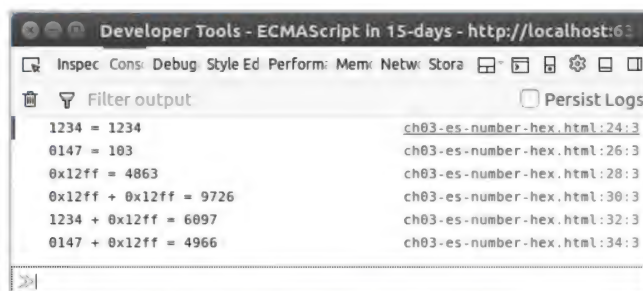 Developer Tools - ECMAScript in 15-days - http://localhost:63
Inspec Cons Debug Style Ed Perform Mem Netw Stora
Filter output Persist Logs
1234 = 1234 ch03-es-number-hex.html:24:3
0147 = 103 ch03-es-number-hex.html:26:3
0x12ff = 4863 ch03-es-number-hex.html:28:3
0x12ff + 0x12ff = 9726 ch03-es-number-hex.html:30:3
1234 + 0x12ff = 6097 ch03-es-number-hex.html:32:3
0147 + 0x12ff = 4966 ch03-es-number-hex.html:34:3